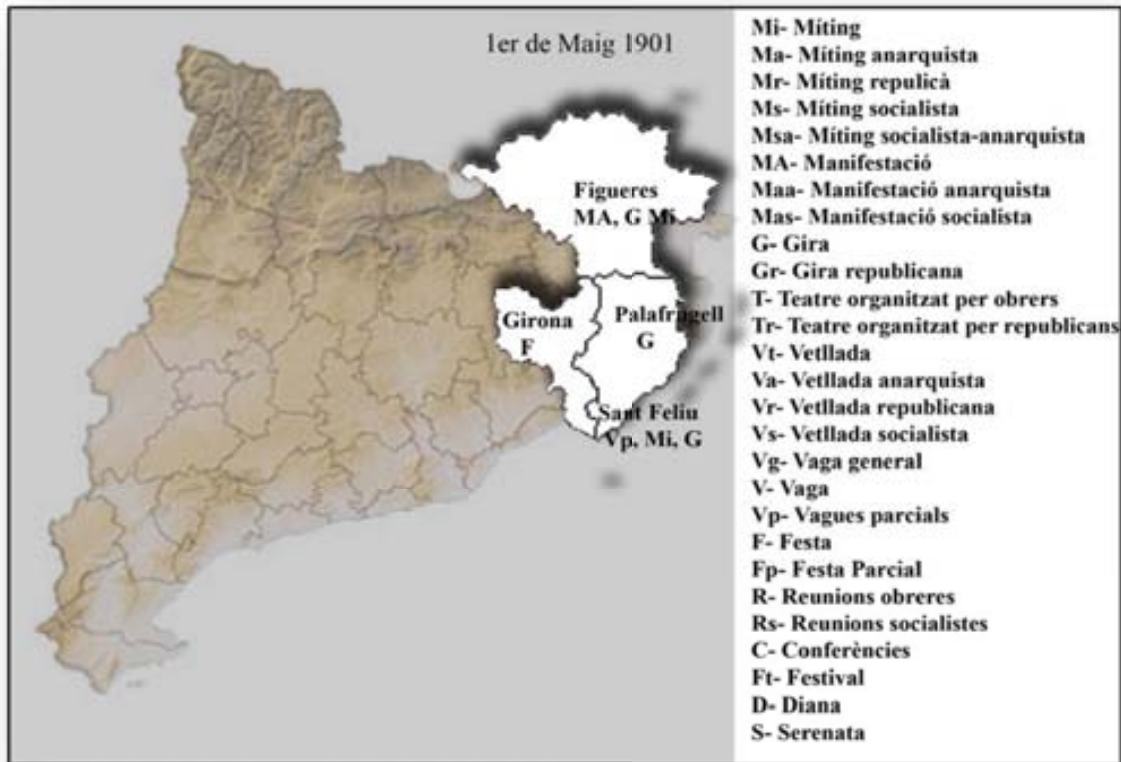 1er de Maig 1901
Figueres
MA, G Mi
Girona
F
Palafrugell
G
Sant Feliu
Vp, Mi, G
Mi- Míting
Ma- Míting anarquista
Mr- Míting repulicà
Ms- Míting socialista
Msa- Míting socialista-anarquista
MA- Manifestació
Maa- Manifestació anarquista
Mas- Manifestació socialista
G- Gira
Gr- Gira republicana
T- Teatre organitzat per obrers
Tr- Teatre organitzat per republicans
Vt- Vetllada
Va- Vetllada anarquista
Vr- Vetllada republicana
Vs- Vetllada socialista
Vg- Vaga general
V- Vaga
Vp- Vagues parcials
F- Festa
Fp- Festa Parcial
R- Reunions obreres
Rs- Reunions socialistes
C- Conferències
Ft- Festival
D- Diana
S- Serenata